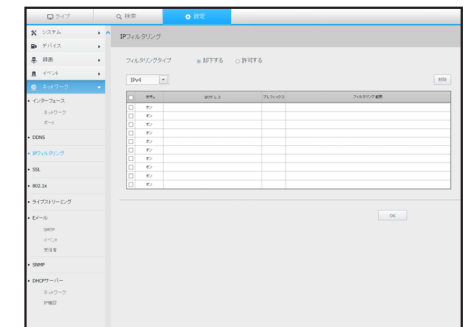 ライブ
検索
設定
システム
デバイス
録画
イベント
ネットワーク
インターフェース
ネットワーク
ポート
DDNS
IPフィルタリング
SSL
802.1x
ライブストリーミング
Eメール
SMTP
イベント
受信者
SNMP
DHCPサーバー
ネットワーク
IP確認
IPフィルタリング
フィルタリングタイプ
却下する
許可する
IPv4
削除
IPアドレス
プレフィックス
フィルタリング範囲
オン
オン
オン
オン
オン
オン
オン
オン
オン
オン
OK